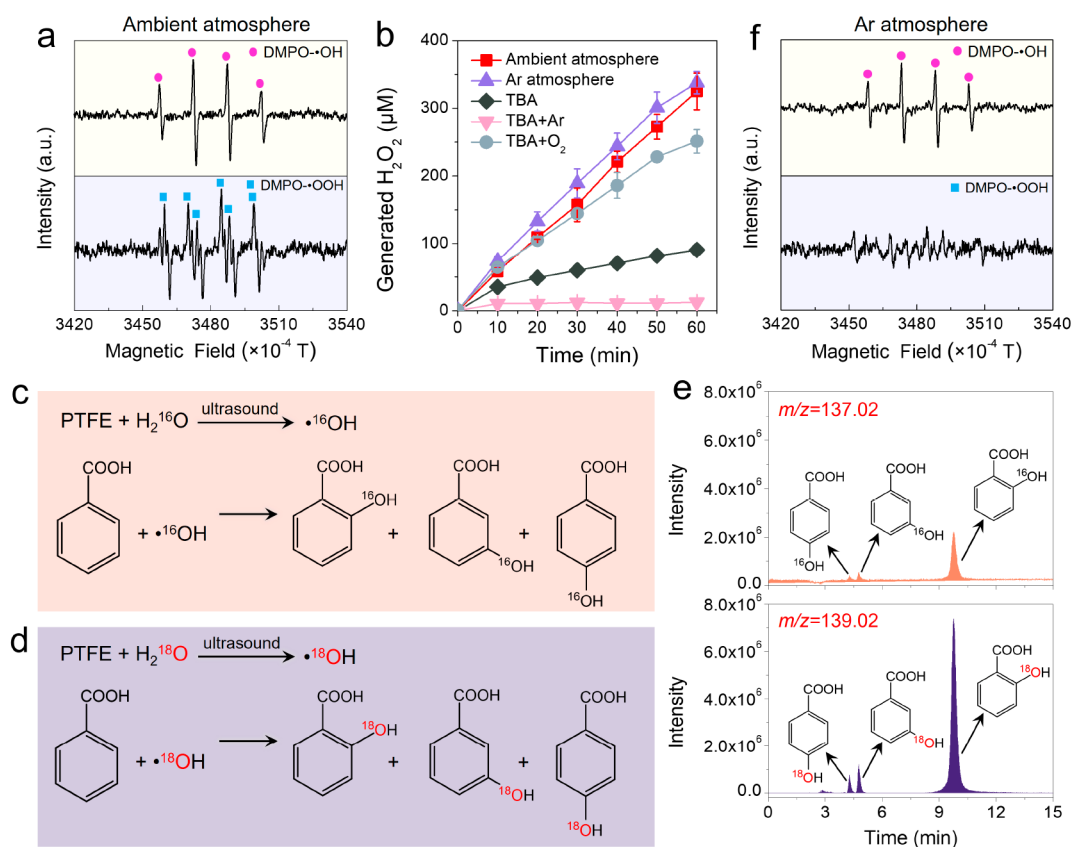 Ambient atmosphere
a
DMPO-•OH
DMPO-•OOH
Intensity (a.u.)
3420 3450 3480 3510 3540
Magnetic Field (×10⁻⁴ T)
b
400
300
200
100
0
Generated H₂O₂ (μM)
Ambient atmosphere
Ar atmosphere
TBA
TBA+Ar
TBA+O₂
0 10 20 30 40 50 60
Time (min)
Ar atmosphere
f
DMPO-•OH
DMPO-•OOH
Intensity (a.u.)
3420 3450 3480 3510 3540
Magnetic Field (×10⁻⁴ T)
c
PTFE + H₂¹⁶O
ultrasound
•¹⁶OH
COOH
+ •¹⁶OH
COOH
¹⁶OH
+
COOH
¹⁶OH
+
COOH
¹⁶OH
d
PTFE + H₂¹⁸O
ultrasound
•¹⁸OH
COOH
+ •¹⁸OH
COOH
¹⁸OH
+
COOH
¹⁸OH
+
COOH
¹⁸OH
e
8.0x10⁶
6.0x10⁶
4.0x10⁶
2.0x10⁶
0.0
Intensity
m/z=137.02
COOH
¹⁶OH
COOH
¹⁶OH
COOH
¹⁶OH
8.0x10⁶
6.0x10⁶
4.0x10⁶
2.0x10⁶
0.0
Intensity
m/z=139.02
COOH
¹⁸OH
COOH
¹⁸OH
COOH
¹⁸OH
0 3 6 9 12 15
Time (min)